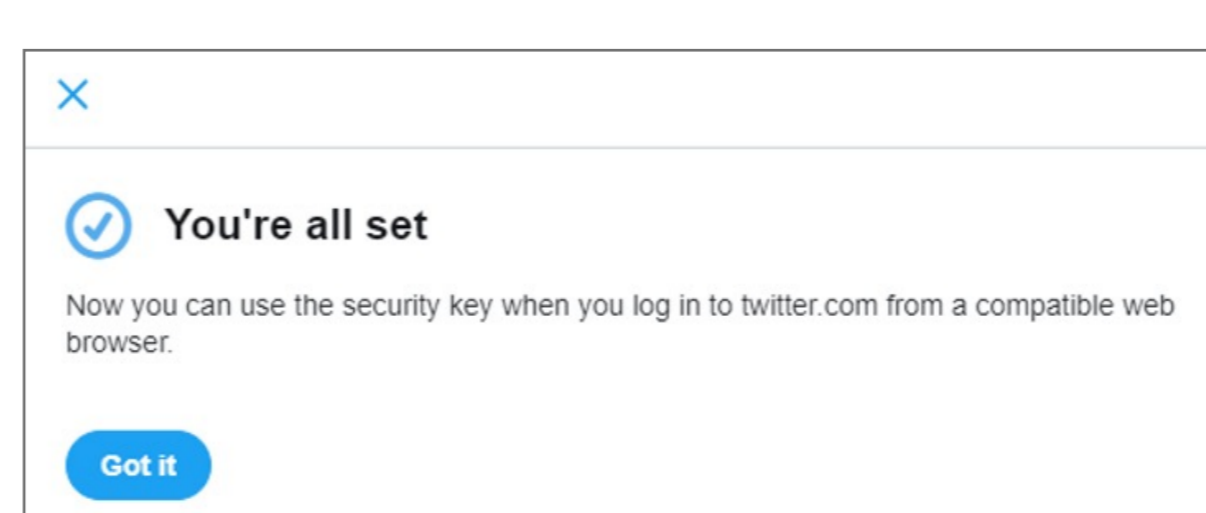 You're all set
Now you can use the security key when you log in to twitter.com from a compatible web
browser.
Got it